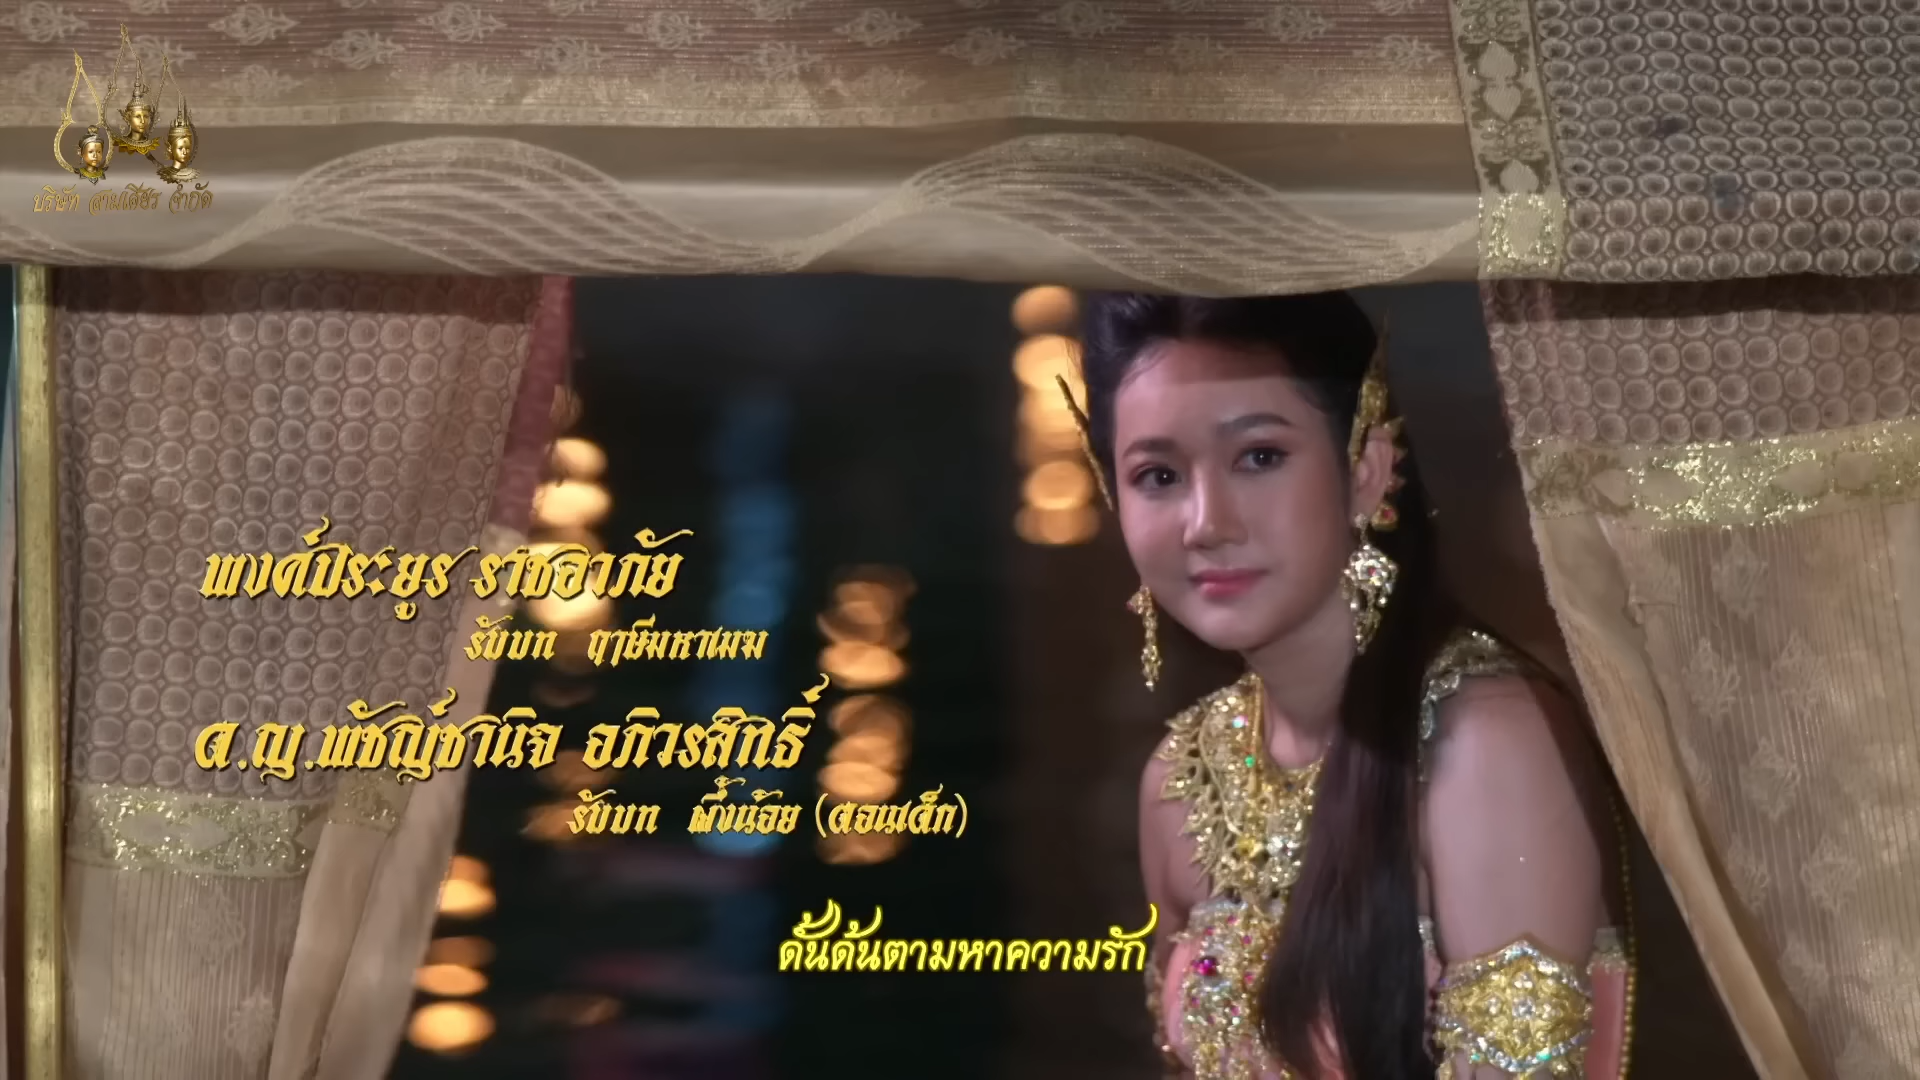 บริษัท สามเศียร จำกัด
พงศ์ประยูร ราชอาภัย
รับบท ฤาษีมหาเมฆ
ด.ญ.พัชญ์ชานิจ อภิวรสิทธิ์
รับบท ผึ้งน้อย (ตอนเด็ก)
ดั้นด้นตามหาความรัก